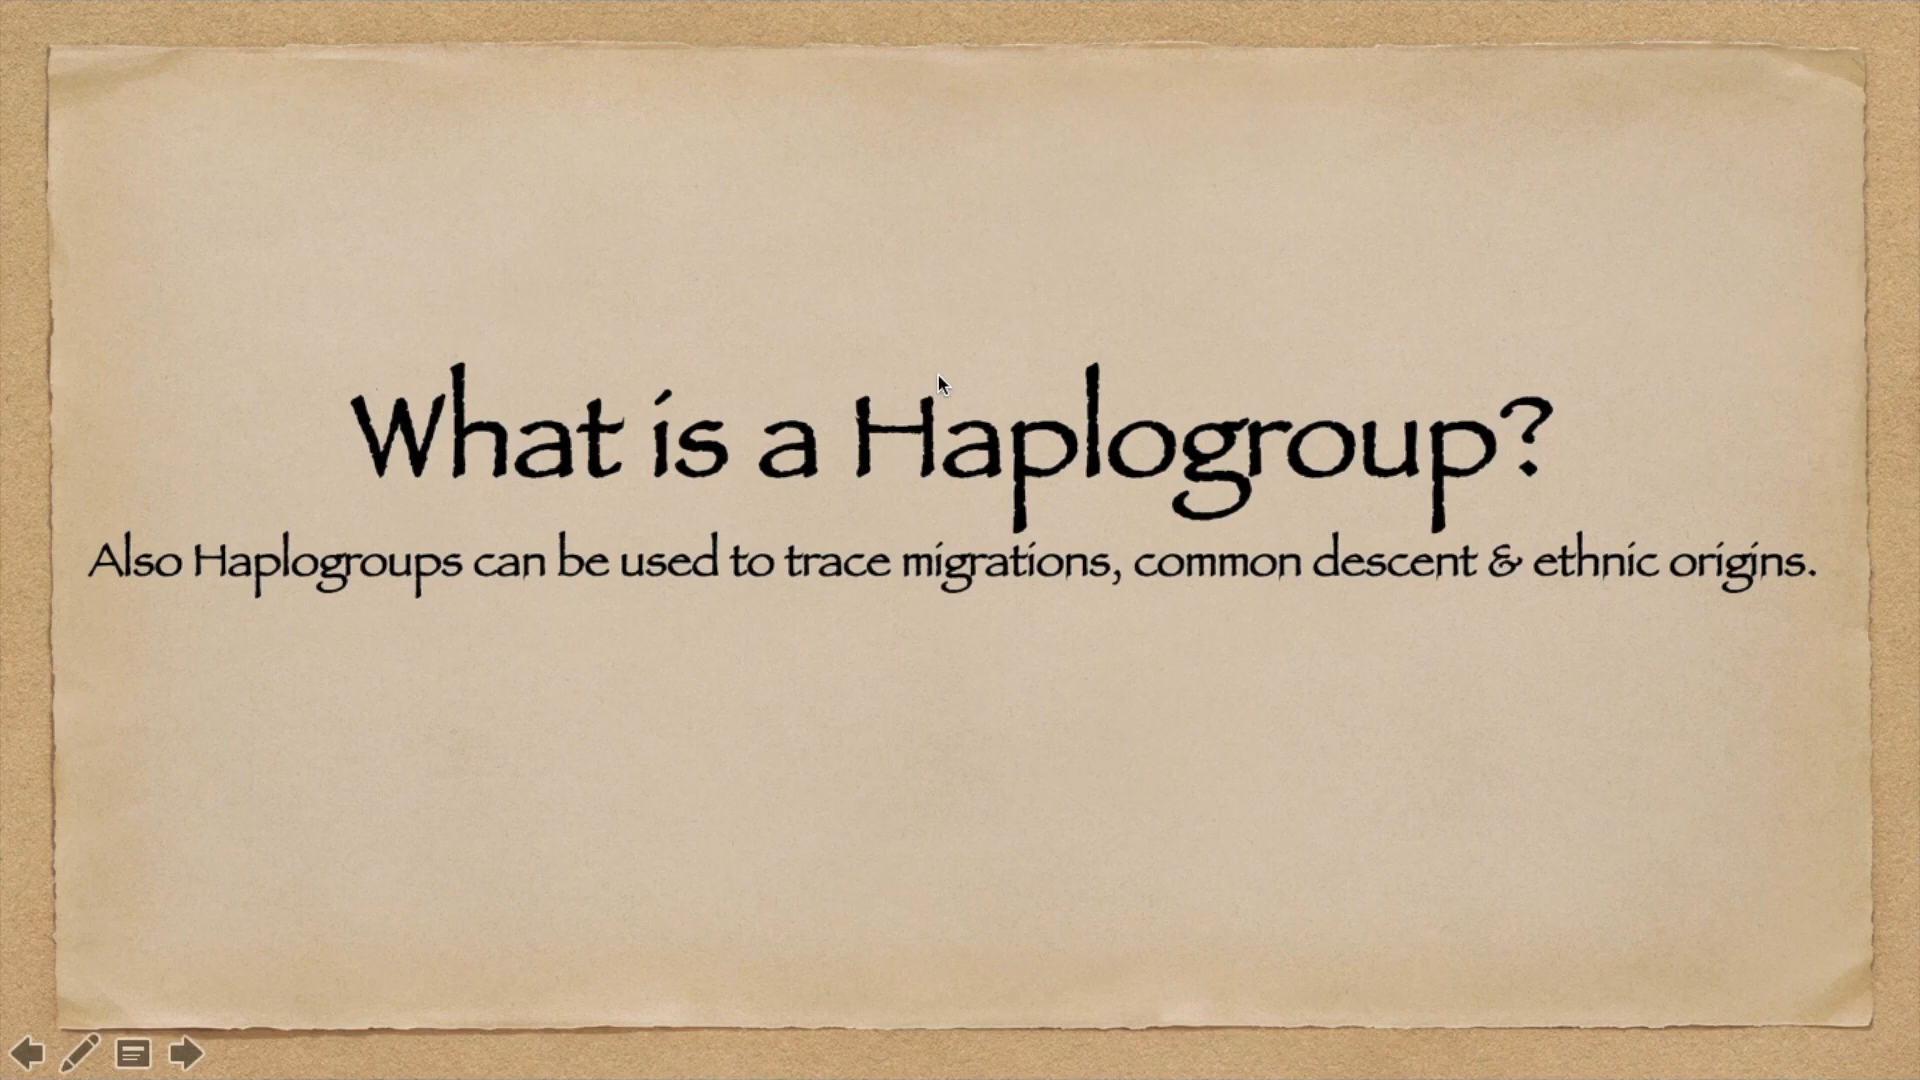 What is a Haplogroup?
Also Haplogroups can be used to trace migrations, common descent & ethnic origins.